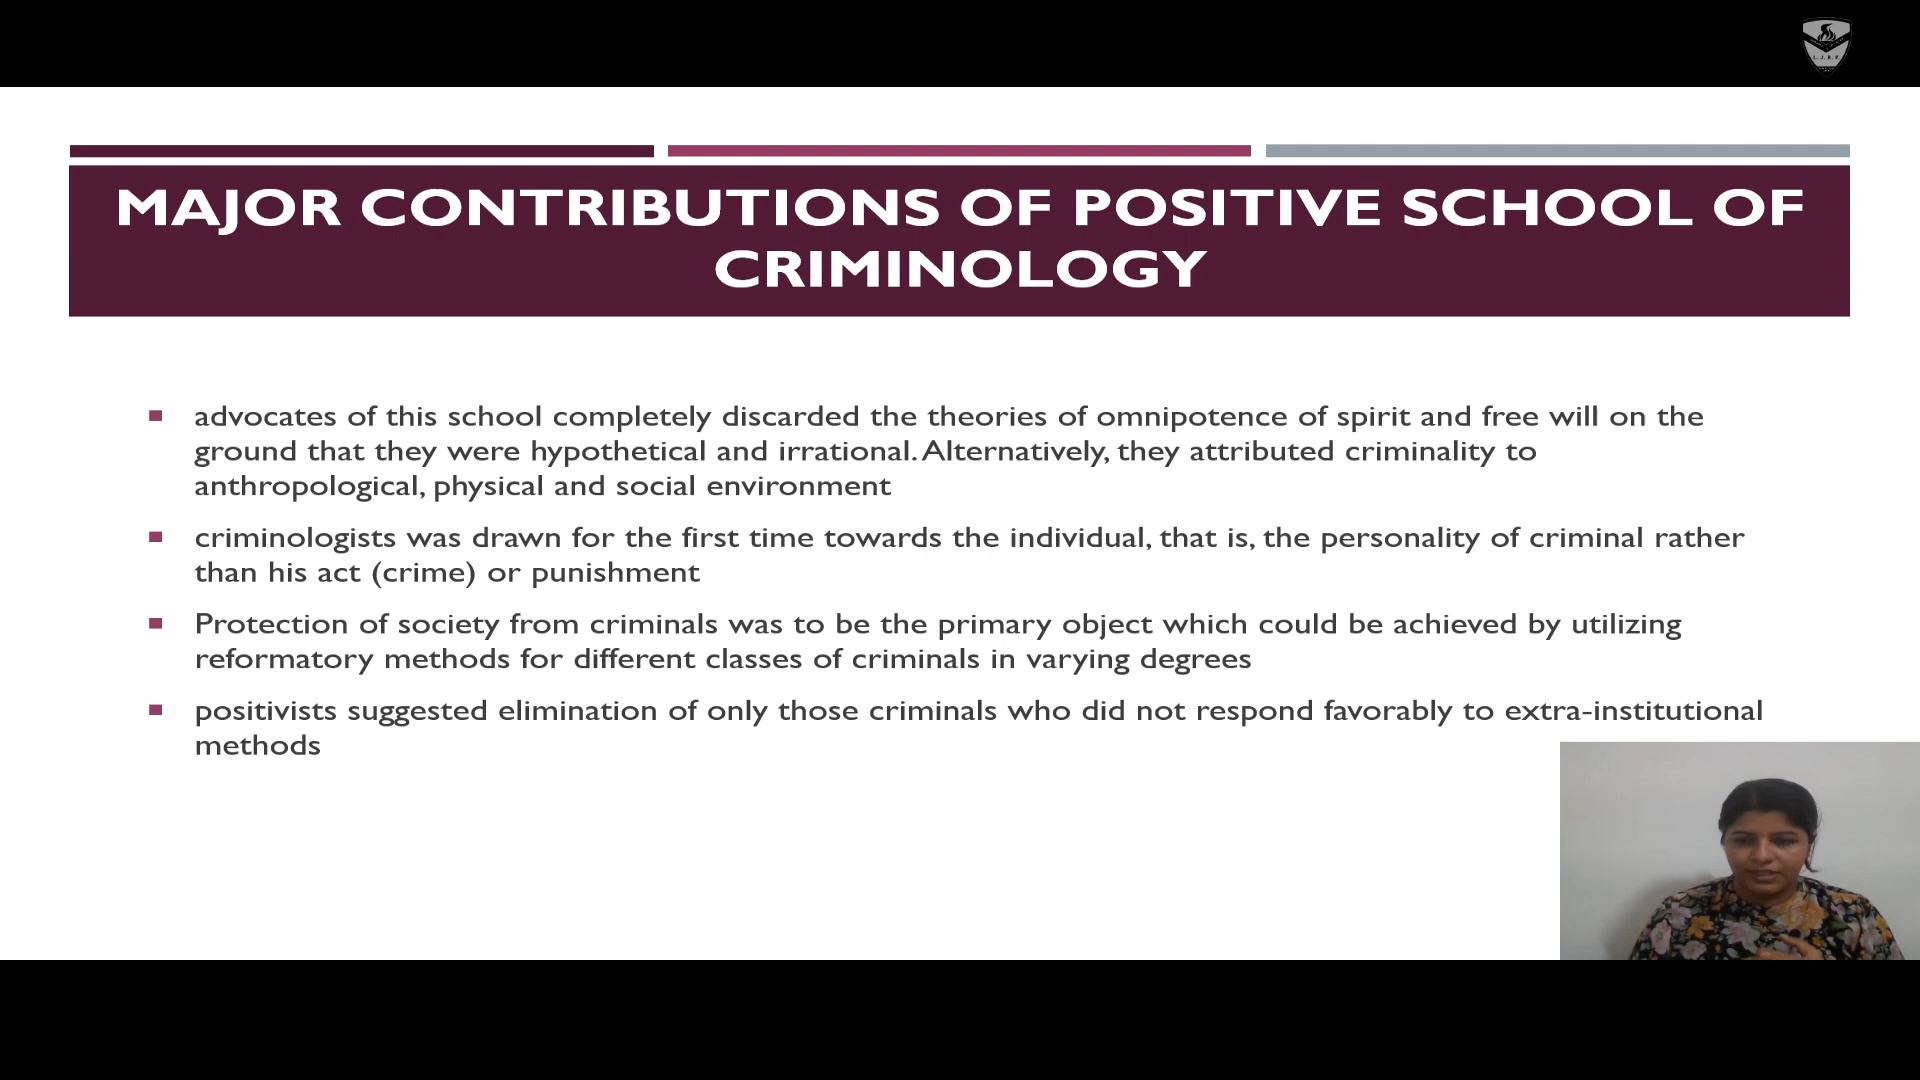 MAJOR CONTRIBUTIONS OF POSITIVE SCHOOL OF
CRIMINOLOGY
advocates of this school completely discarded the theories of omnipotence of spirit and free will on the
ground that they were hypothetical and irrational. Alternatively, they attributed criminality to
anthropological, physical and social environment
criminologists was drawn for the first time towards the individual, that is, the personality of criminal rather
than his act (crime) or punishment
Protection of society from criminals was to be the primary object which could be achieved by utilizing
reformatory methods for different classes of criminals in varying degrees
positivists suggested elimination of only those criminals who did not respond favorably to extra-institutional
methods